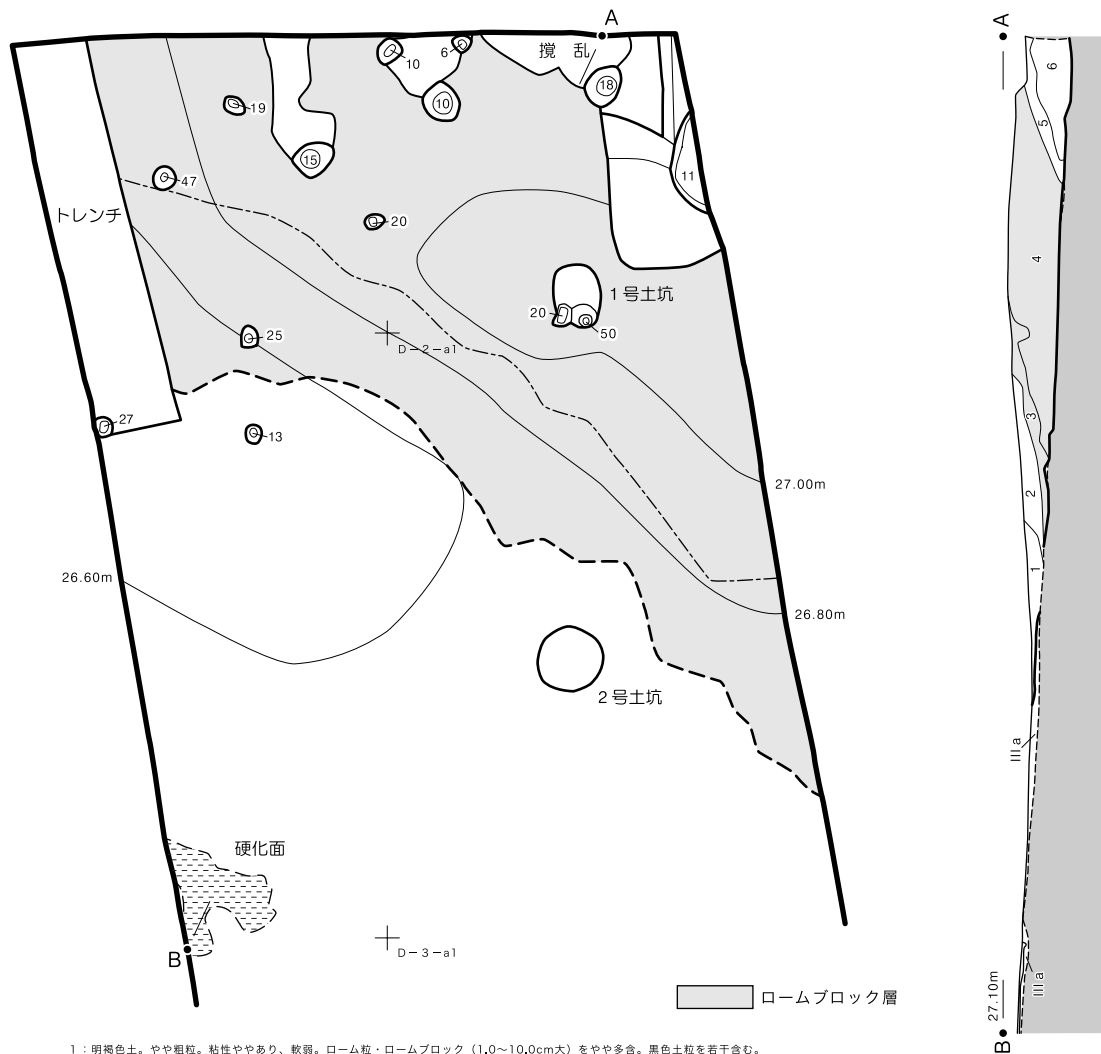 A
撹 乱
6
10
18
10
19
15
47
11
トレンチ
20
1号土坑
20
50
D-2-a1
25
27
13
27.00m
26.60m
26.80m
2号土坑
硬化面
B
D-3-a1
ロームブロック層
A
6
5
4
3
2
1
Ⅲa
Ⅲa
27.10m
B
1：明褐色土。やや粗粒。粘性ややあり、軟弱。ローム粒・ロームブロック（1.0～10.0cm大）をやや多含。黒色土粒を若干含む。